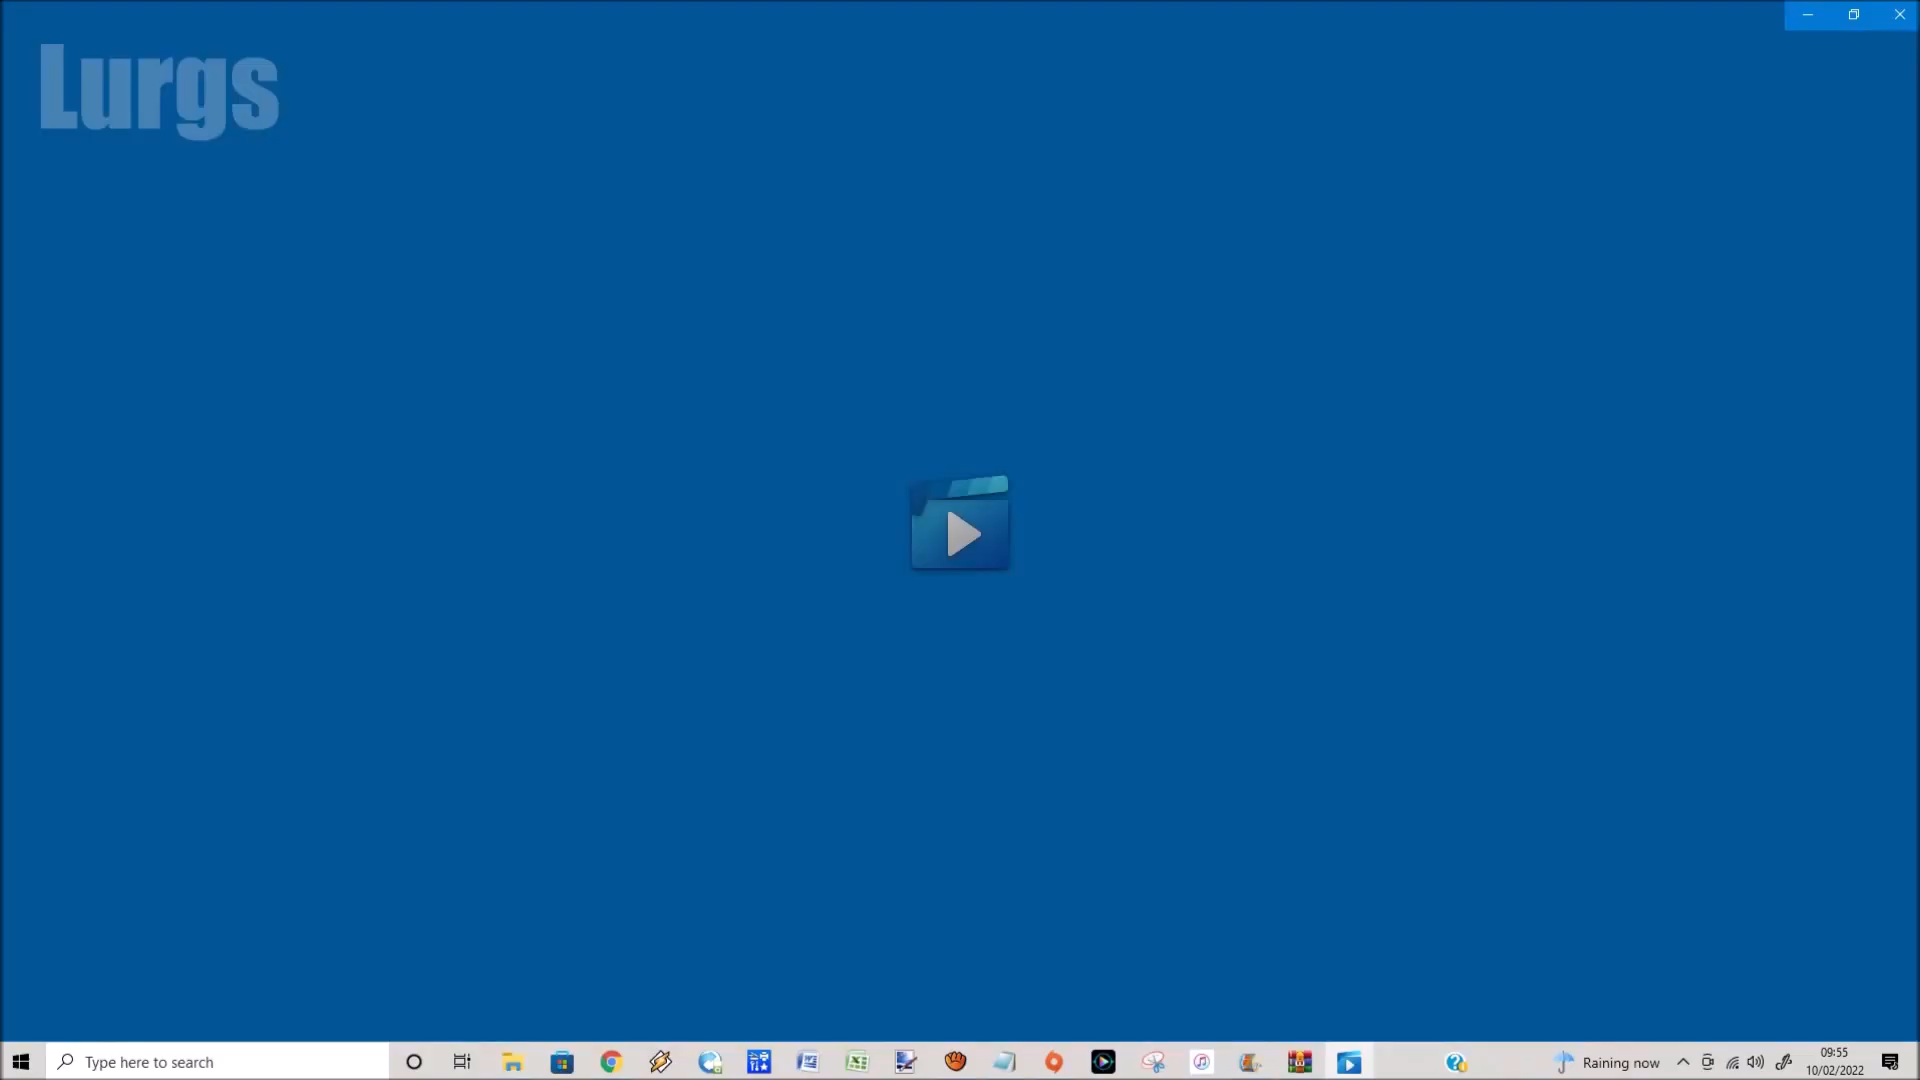 Lurgs
Type here to search
Raining now
09:55
10/02/2022